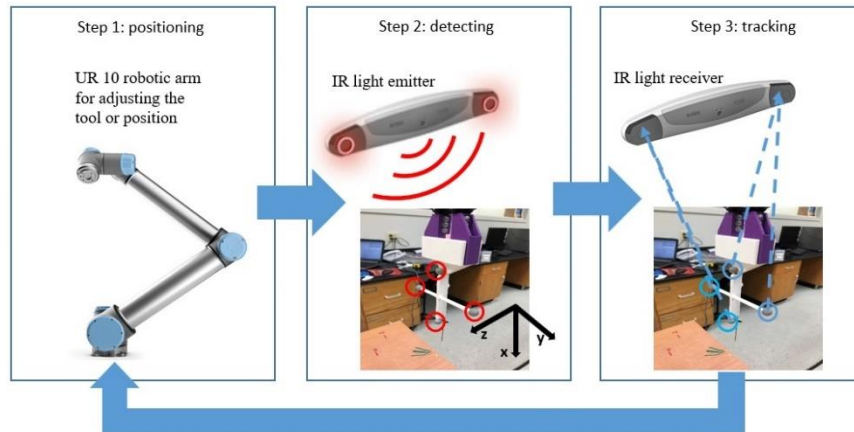 Step 1: positioning
UR 10 robotic arm
for adjusting the
tool or position
Step 2: detecting
IR light emitter
z
x
y
Step 3: tracking
IR light receiver